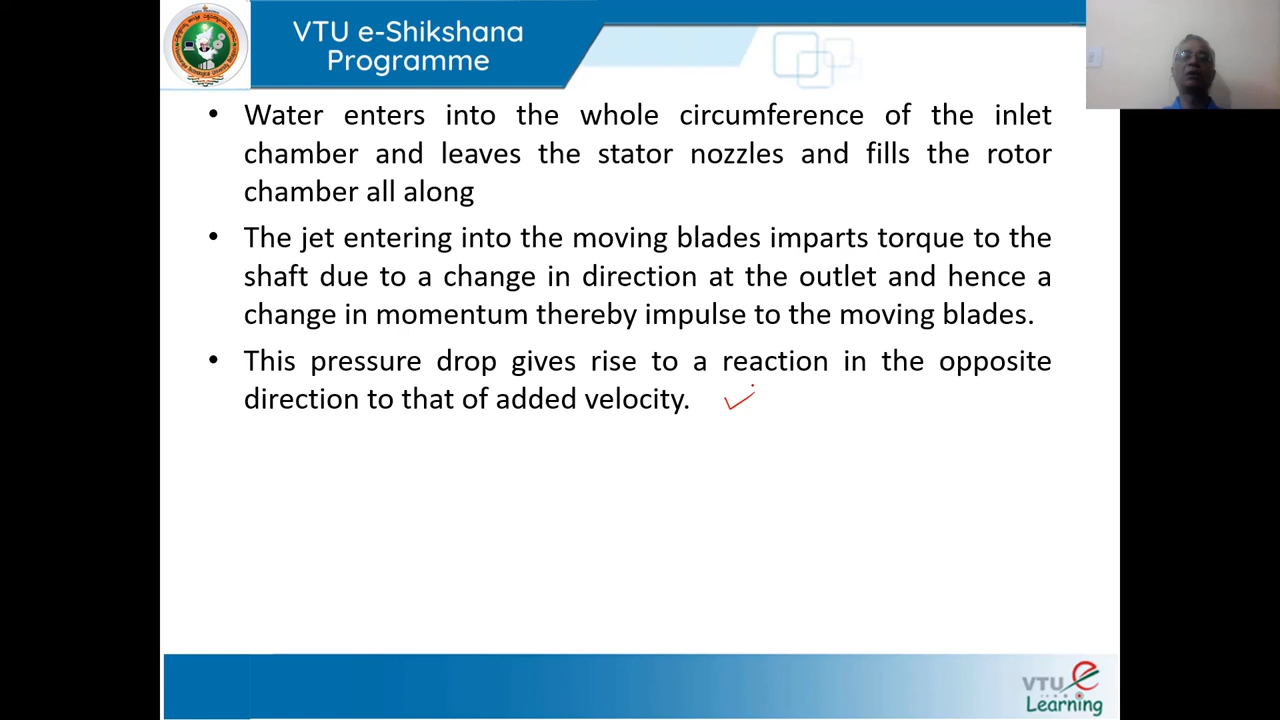 VTU e-Shikshana
Programme
• Water enters into the whole circumference of the inlet
chamber and leaves the stator nozzles and fills the rotor
chamber all along
• The jet entering into the moving blades imparts torque to the
shaft due to a change in direction at the outlet and hence a
change in momentum thereby impulse to the moving blades.
• This pressure drop gives rise to a reaction in the opposite
direction to that of added velocity.
VTU e
Learning